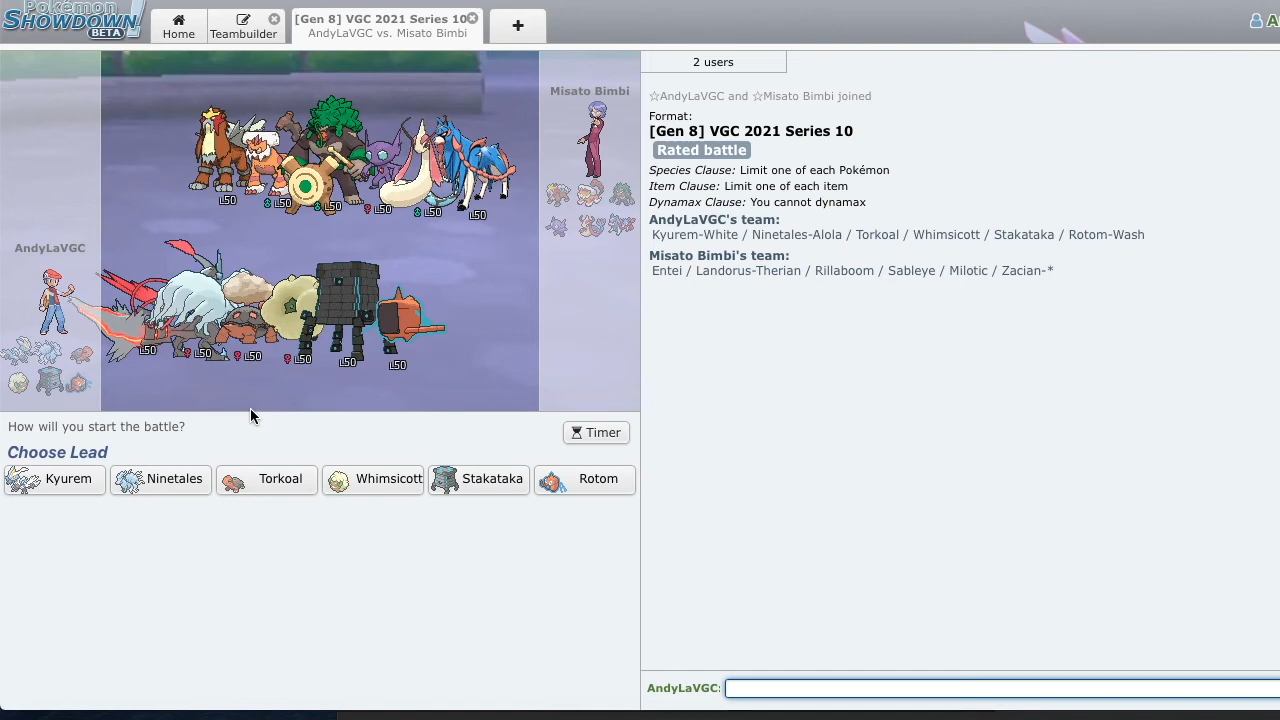 Pokémon
SHOWDOWN!
BETA
Home
Teambuilder
[Gen 8] VGC 2021 Series 10
AndyLaVGC vs. Misato Bimbi
+
A
2 users
Misato Bimbi
AndyLaVGC
L50
L50
L50
L50
L50
L50
L50
L50
L50
L50
L50
L50
☆AndyLaVGC and ☆Misato Bimbi joined
Format:
[Gen 8] VGC 2021 Series 10
Rated battle
Species Clause: Limit one of each Pokémon
Item Clause: Limit one of each item
Dynamax Clause: You cannot dynamax
AndyLaVGC's team:
Kyurem-White / Ninetales-Alola / Torkoal / Whimsicott / Stakataka / Rotom-Wash
Misato Bimbi's team:
Entei / Landorus-Therian / Rillaboom / Sableye / Milotic / Zacian-*
How will you start the battle?
Timer
Choose Lead
Kyurem
Ninetales
Torkoal
Whimsicott
Stakataka
Rotom
AndyLaVGC: